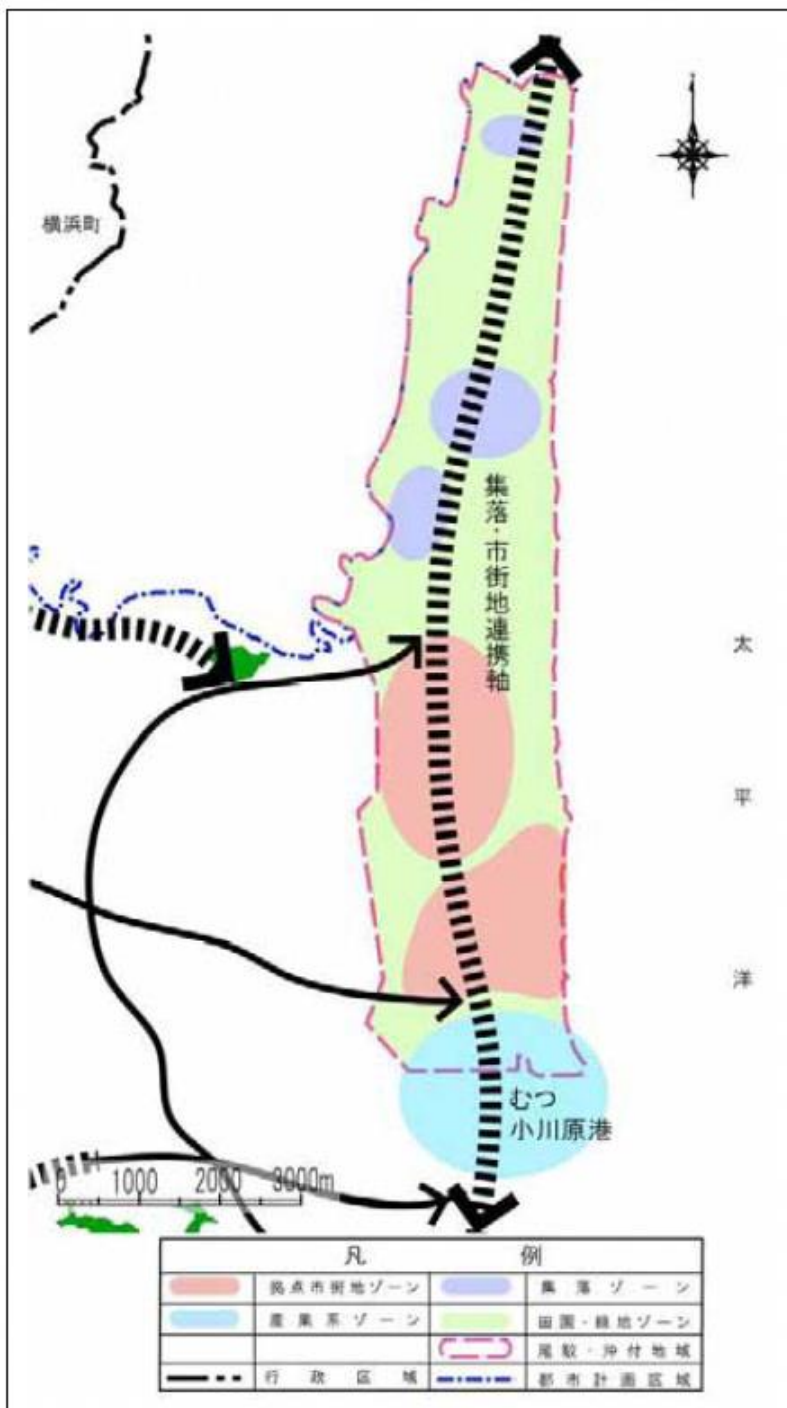 横浜町
集落・市街地連携軸
太平洋
むつ
小川原港
0 1000 2000 3000m
凡例
拠点市街地ゾーン 集落ゾーン
産業系ゾーン 田園・緑地ゾーン
尾駮・沖付地域
行政区域 都市計画区域